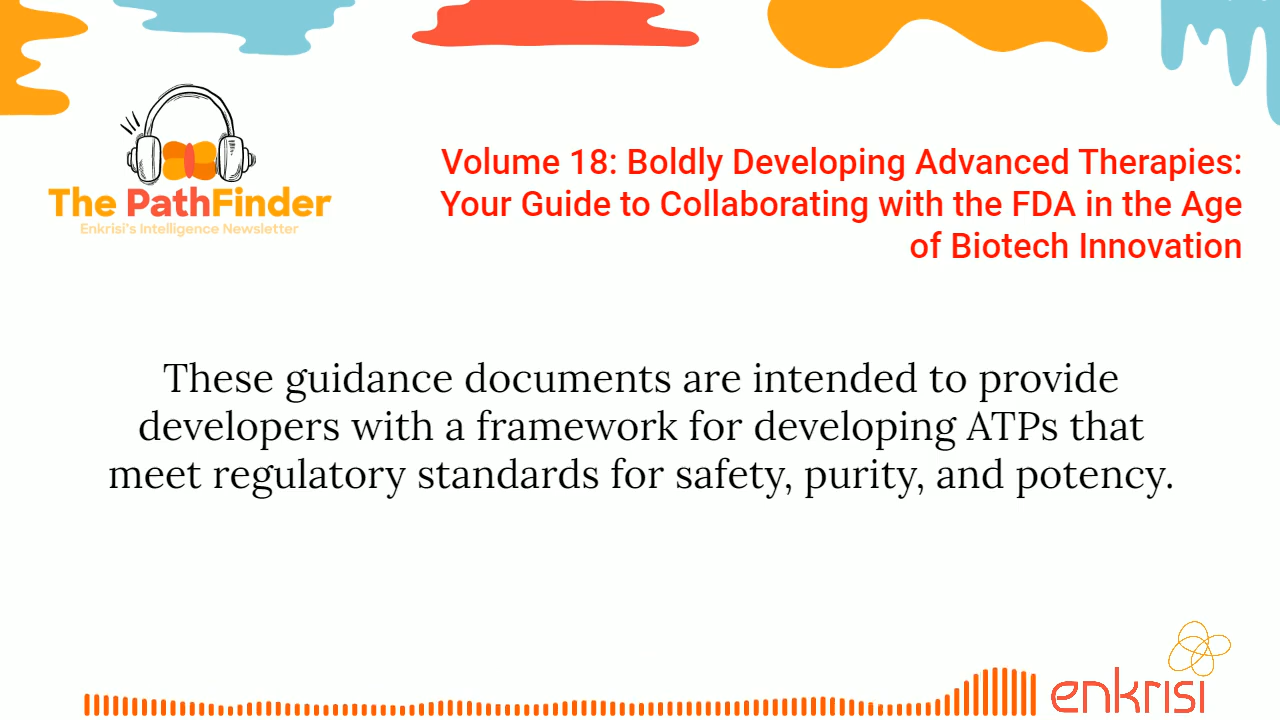 The PathFinder
Enkrisi's Intelligence Newsletter
Volume 18: Boldly Developing Advanced Therapies:
Your Guide to Collaborating with the FDA in the Age
of Biotech Innovation
These guidance documents are intended to provide
developers with a framework for developing ATPs that
meet regulatory standards for safety, purity, and potency.
enkrisi